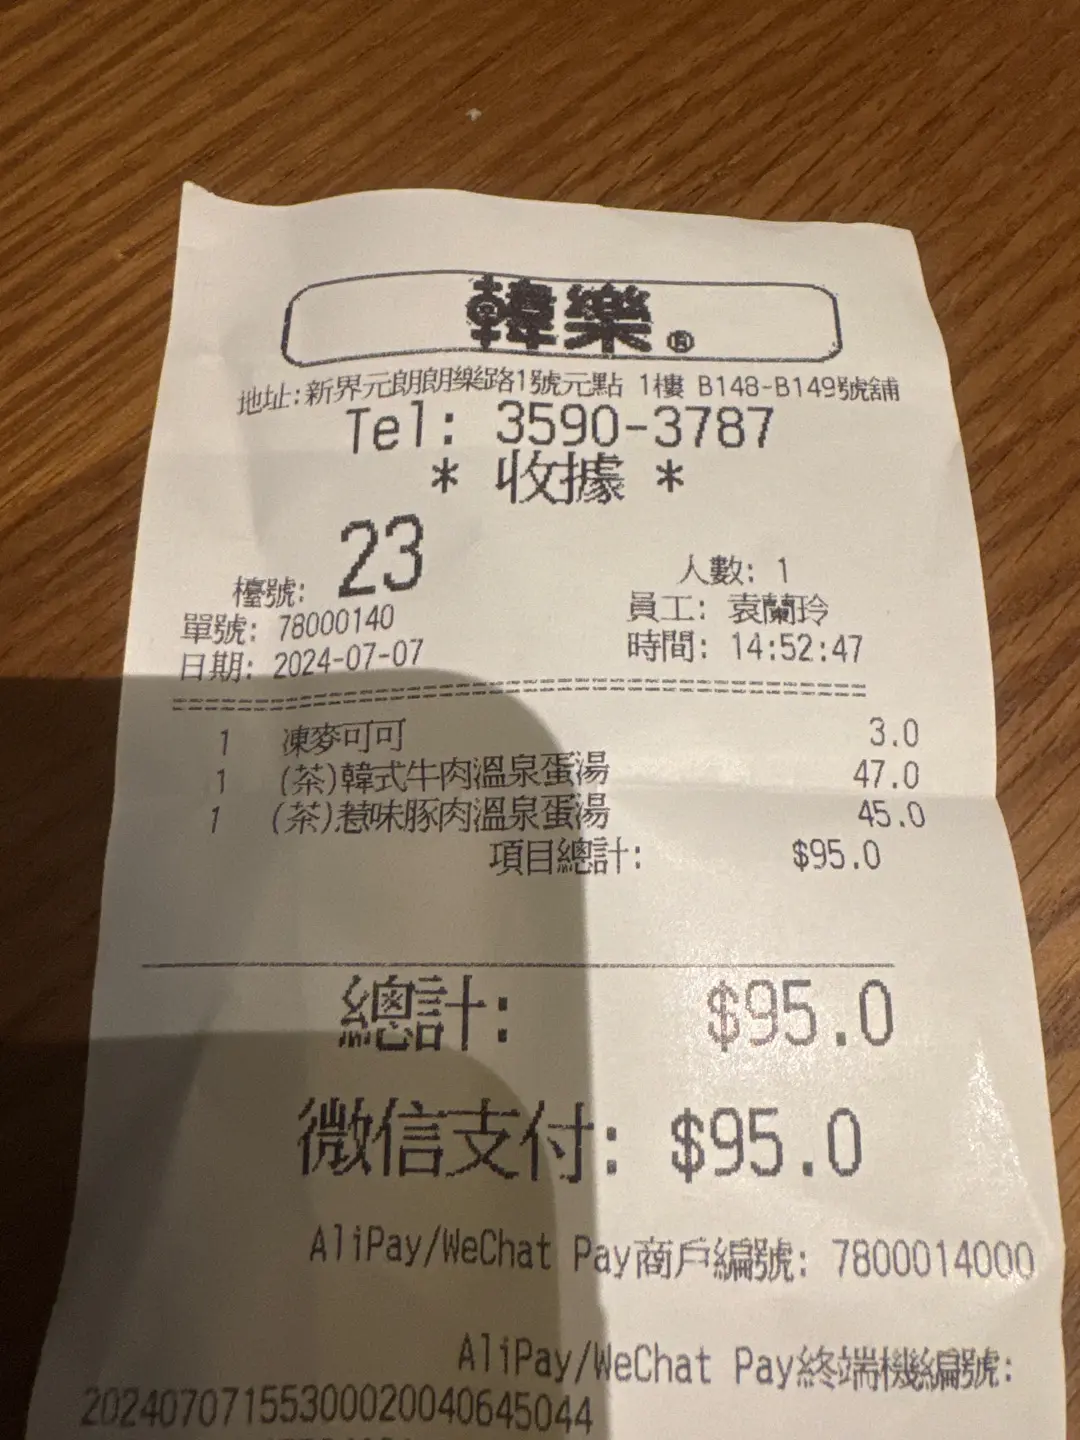 韓樂®
地址:新界元朗朗樂路1號元點 1樓 B148-B149號舖
Tel: 3590-3787
* 收據 *
檯號: 23 人數: 1
單號: 78000140 員工: 袁蘭玲
日期: 2024-07-07 時間: 14:52:47
1 凍麥可可 3.0
1 (茶)韓式牛肉溫泉蛋湯 47.0
1 (茶)惹味豚肉溫泉蛋湯 45.0
項目總計: $95.0
總計: $95.0
微信支付: $95.0
AliPay/WeChat Pay商戶編號: 7800014000
AliPay/WeChat Pay終端機編號:
20240707155300020040645044